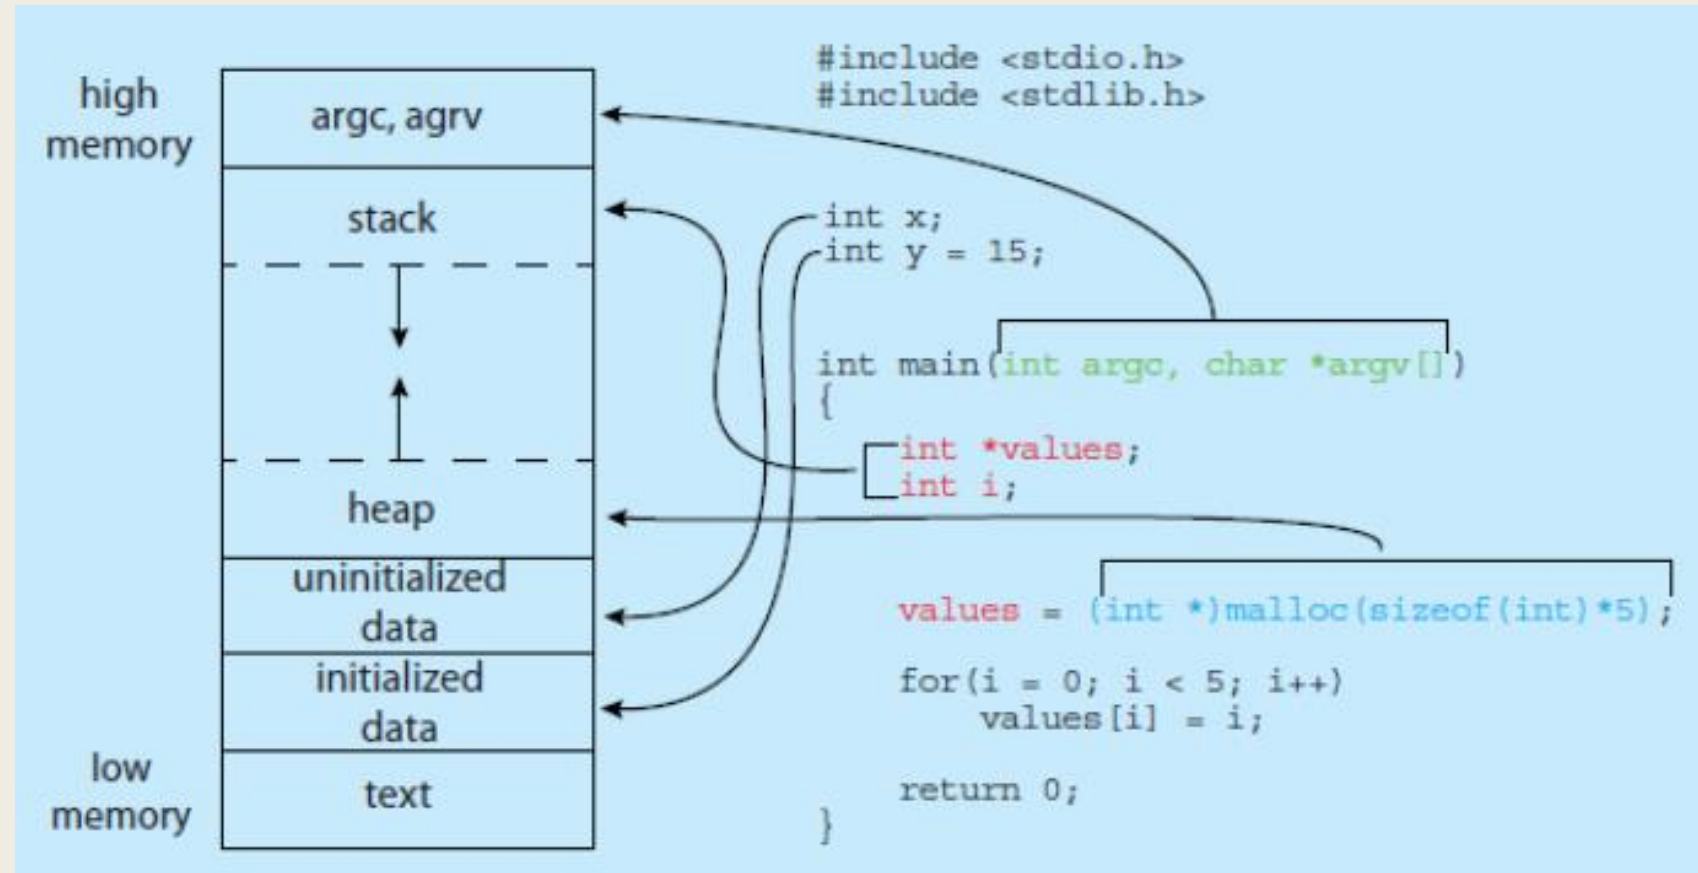 high
memory
argc, agrv
stack
heap
uninitialized
data
initialized
data
low
memory
text
#include <stdio.h>
#include <stdlib.h>
int x;
int y = 15;
int main(int argc, char *argv[])
{
int *values;
int i;
values = (int *)malloc(sizeof(int)*5);
for(i = 0; i < 5; i++)
values[i] = i;
return 0;
}